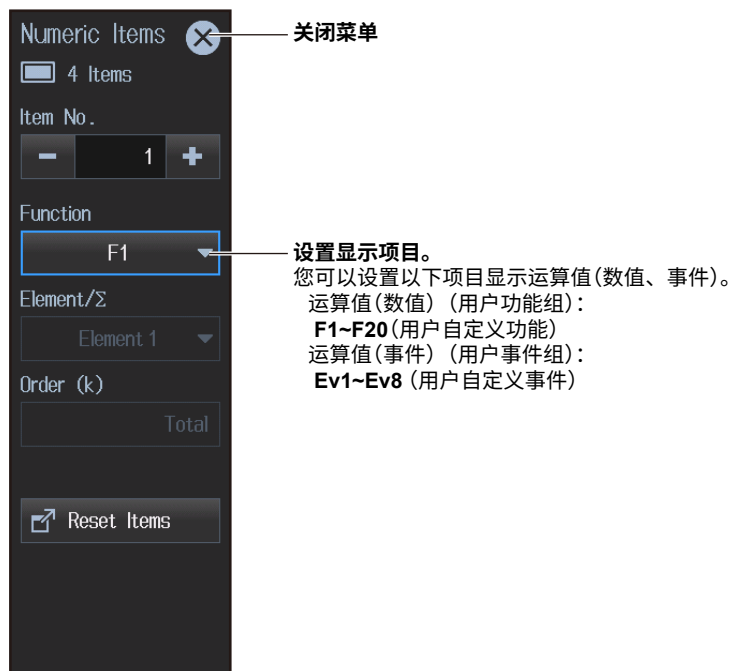 Numeric Items
关闭菜单
4 Items
Item No.
1
Function
F1
设置显示项目。
您可以设置以下项目显示运算值(数值、事件)。
运算值(数值)(用户功能组):
F1~F20(用户自定义功能)
运算值(事件)(用户事件组):
Ev1~Ev8(用户自定义事件)
Element/Σ
Element 1
Order (k)
Total
Reset Items